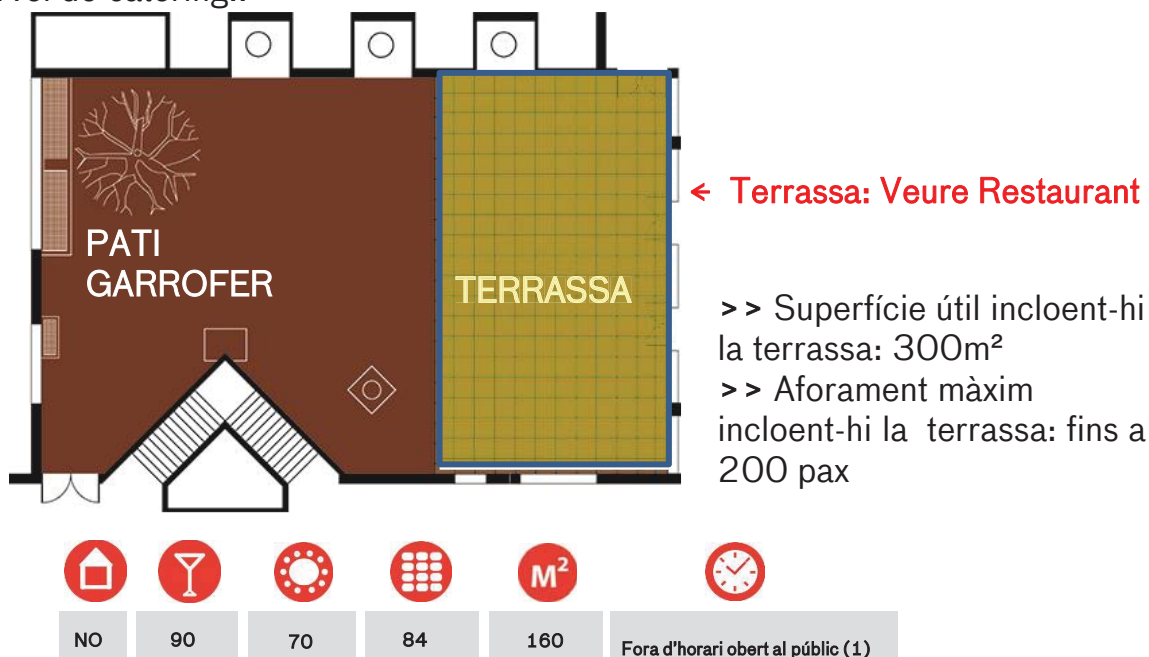 PATI
GARROFER
TERRASSA
← Terrassa: Veure Restaurant
>> Superfície útil incloent-hi
la terrassa: 300m²
>> Aforament màxim
incloent-hi la terrassa: fins a
200 pax
M²
NO 90 70 84 160 Fora d'horari obert al públic (1)